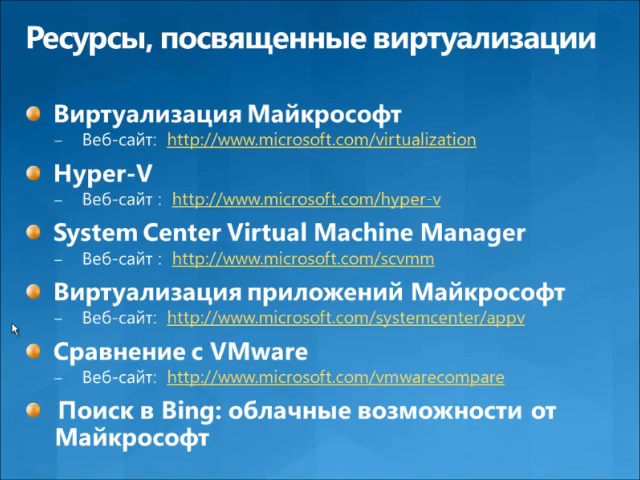 Ресурсы, посвященные виртуализации
Виртуализация Майкрософт
– Веб-сайт: http://www.microsoft.com/virtualization
Hyper-V
– Веб-сайт : http://www.microsoft.com/hyper-v
System Center Virtual Machine Manager
– Веб-сайт : http://www.microsoft.com/scvmm
Виртуализация приложений Майкрософт
– Веб-сайт: http://www.microsoft.com/systemcenter/appv
Сравнение с VMware
– Веб-сайт: http://www.microsoft.com/vmwarecompare
Поиск в Bing: облачные возможности от
Майкрософт